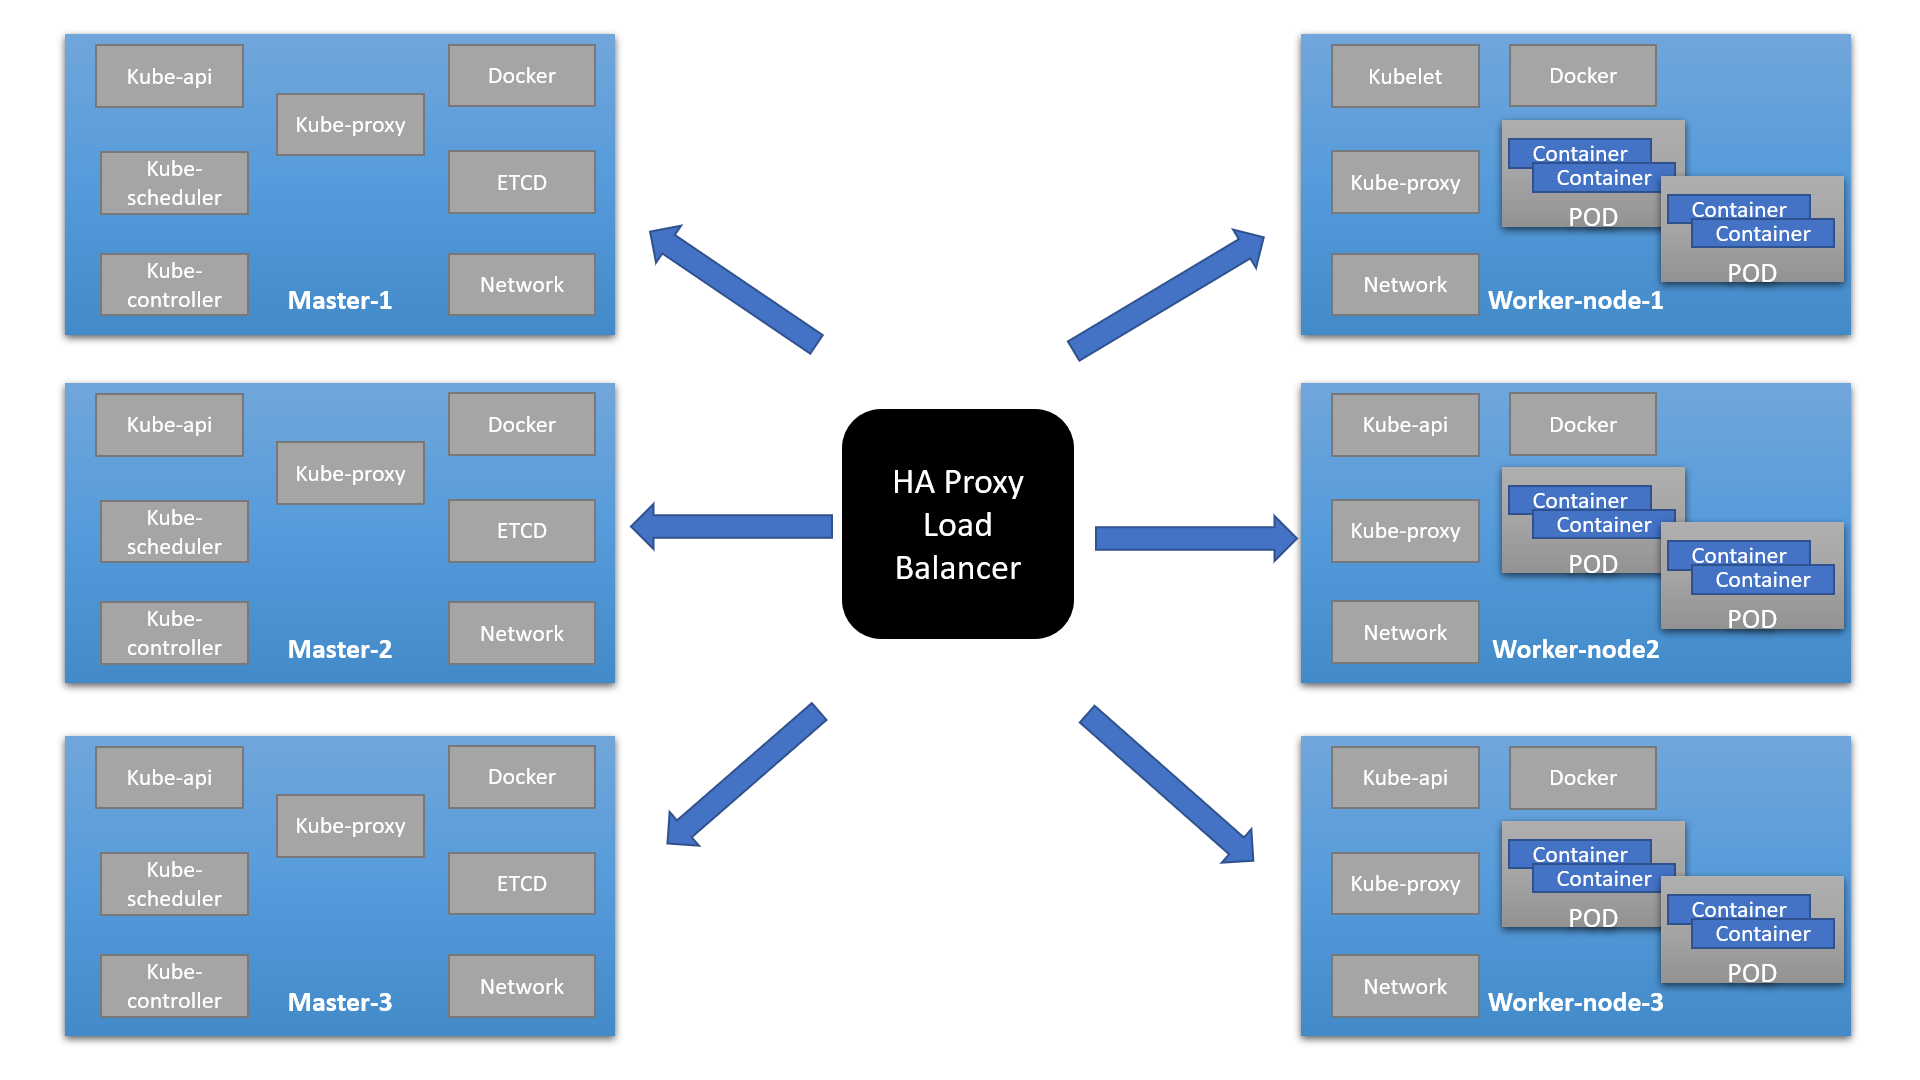 Kube-api
Docker
Kube-proxy
Kube-
scheduler
ETCD
Kube-
controller
Master-1
Network
Kube-api
Docker
Kube-proxy
Kube-
scheduler
ETCD
Kube-
controller
Master-2
Network
Kube-api
Docker
Kube-proxy
Kube-
scheduler
ETCD
Kube-
controller
Master-3
Network
HA Proxy
Load
Balancer
Kubelet
Docker
Kube-proxy
Container
Container
POD
Container
Container
POD
Network
Worker-node-1
Kube-api
Docker
Kube-proxy
Container
Container
POD
Container
Container
POD
Network
Worker-node2
Kube-api
Docker
Kube-proxy
Container
Container
POD
Container
Container
POD
Network
Worker-node-3